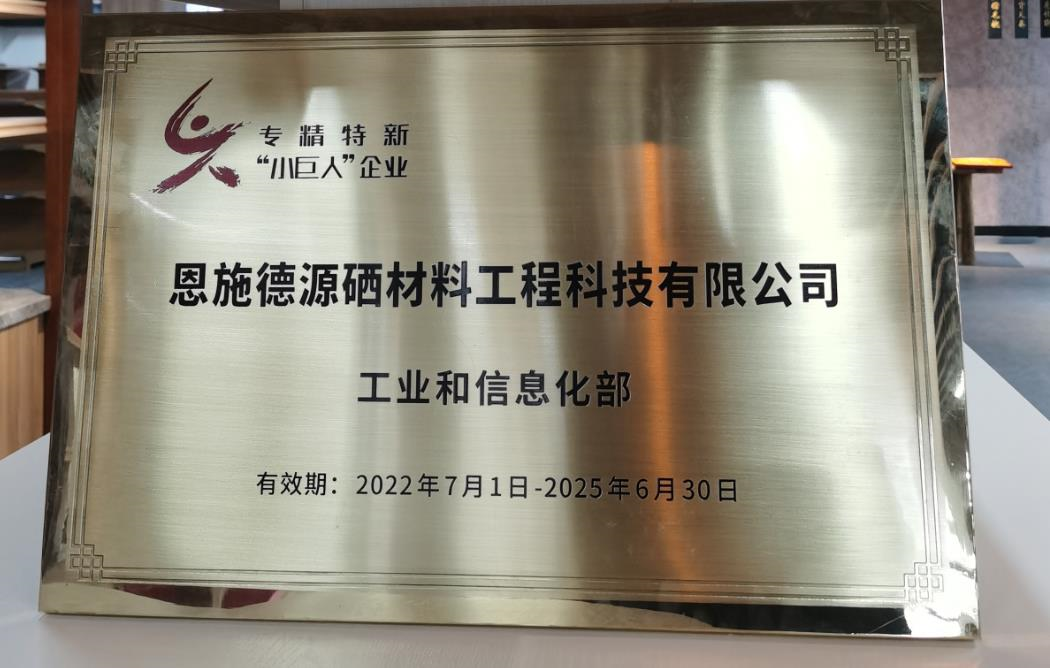 专精特新
“小巨人”企业
恩施德源硒材料工程科技有限公司
工业和信息化部
有效期：2022年7月1日-2025年6月30日